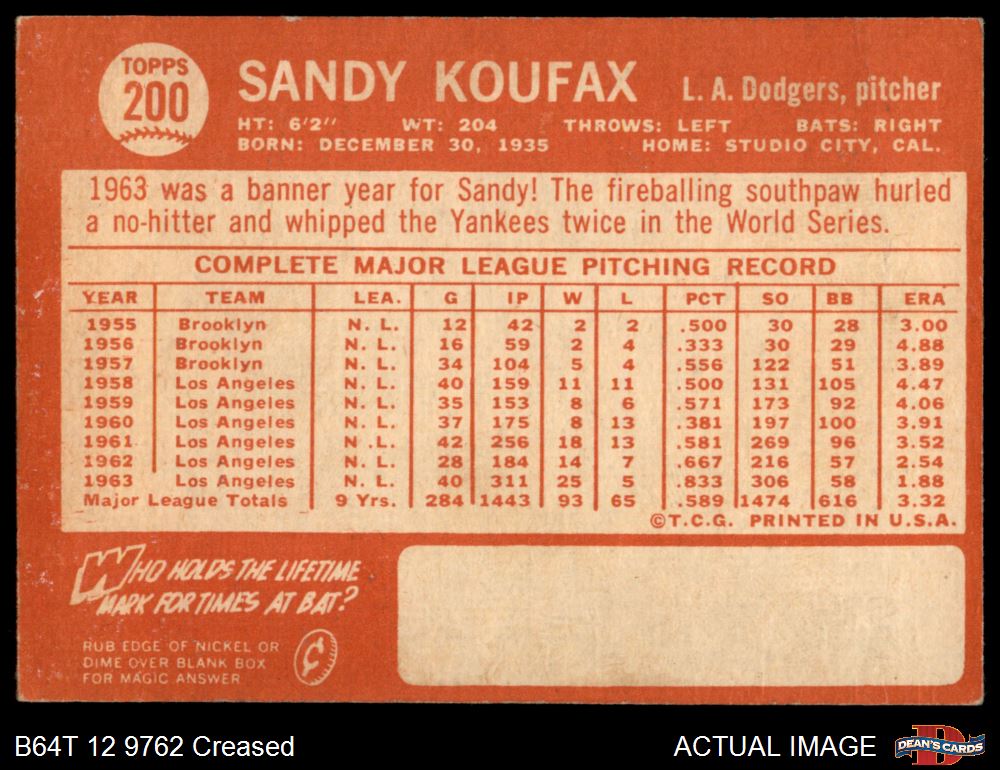 TOPPS
200
SANDY KOUFAX L. A. Dodgers, pitcher
HT: 6'2" WT: 204 THROWS: LEFT BATS: RIGHT
BORN: DECEMBER 30, 1935 HOME: STUDIO CITY, CAL.
1963 was a banner year for Sandy! The fireballing southpaw hurled
a no-hitter and whipped the Yankees twice in the World Series.
COMPLETE MAJOR LEAGUE PITCHING RECORD
YEAR TEAM LEA. G IP W L PCT SO BB ERA
1955 Brooklyn N. L. 12 42 2 2 .500 30 28 3.00
1956 Brooklyn N. L. 16 59 2 4 .333 30 29 4.88
1957 Brooklyn N. L. 34 104 5 4 .556 122 51 3.89
1958 Los Angeles N. L. 40 159 11 11 .500 131 105 4.47
1959 Los Angeles N. L. 35 153 8 6 .571 173 92 4.06
1960 Los Angeles N. L. 37 175 8 13 .381 197 100 3.91
1961 Los Angeles N. L. 42 256 18 13 .581 269 96 3.52
1962 Los Angeles N. L. 28 184 14 7 .667 216 57 2.54
1963 Los Angeles N. L. 40 311 25 5 .833 306 58 1.88
Major League Totals 9 Yrs. 284 1443 93 65 .589 1474 616 3.32
©T.C.G. PRINTED IN U.S.A.
WHO HOLDS THE LIFETIME
MARK FOR TIMES AT BAT?
RUB EDGE OF NICKEL OR
DIME OVER BLANK BOX
FOR MAGIC ANSWER
¢
B64T 12 9762 Creased ACTUAL IMAGE
DEAN'S CARDS